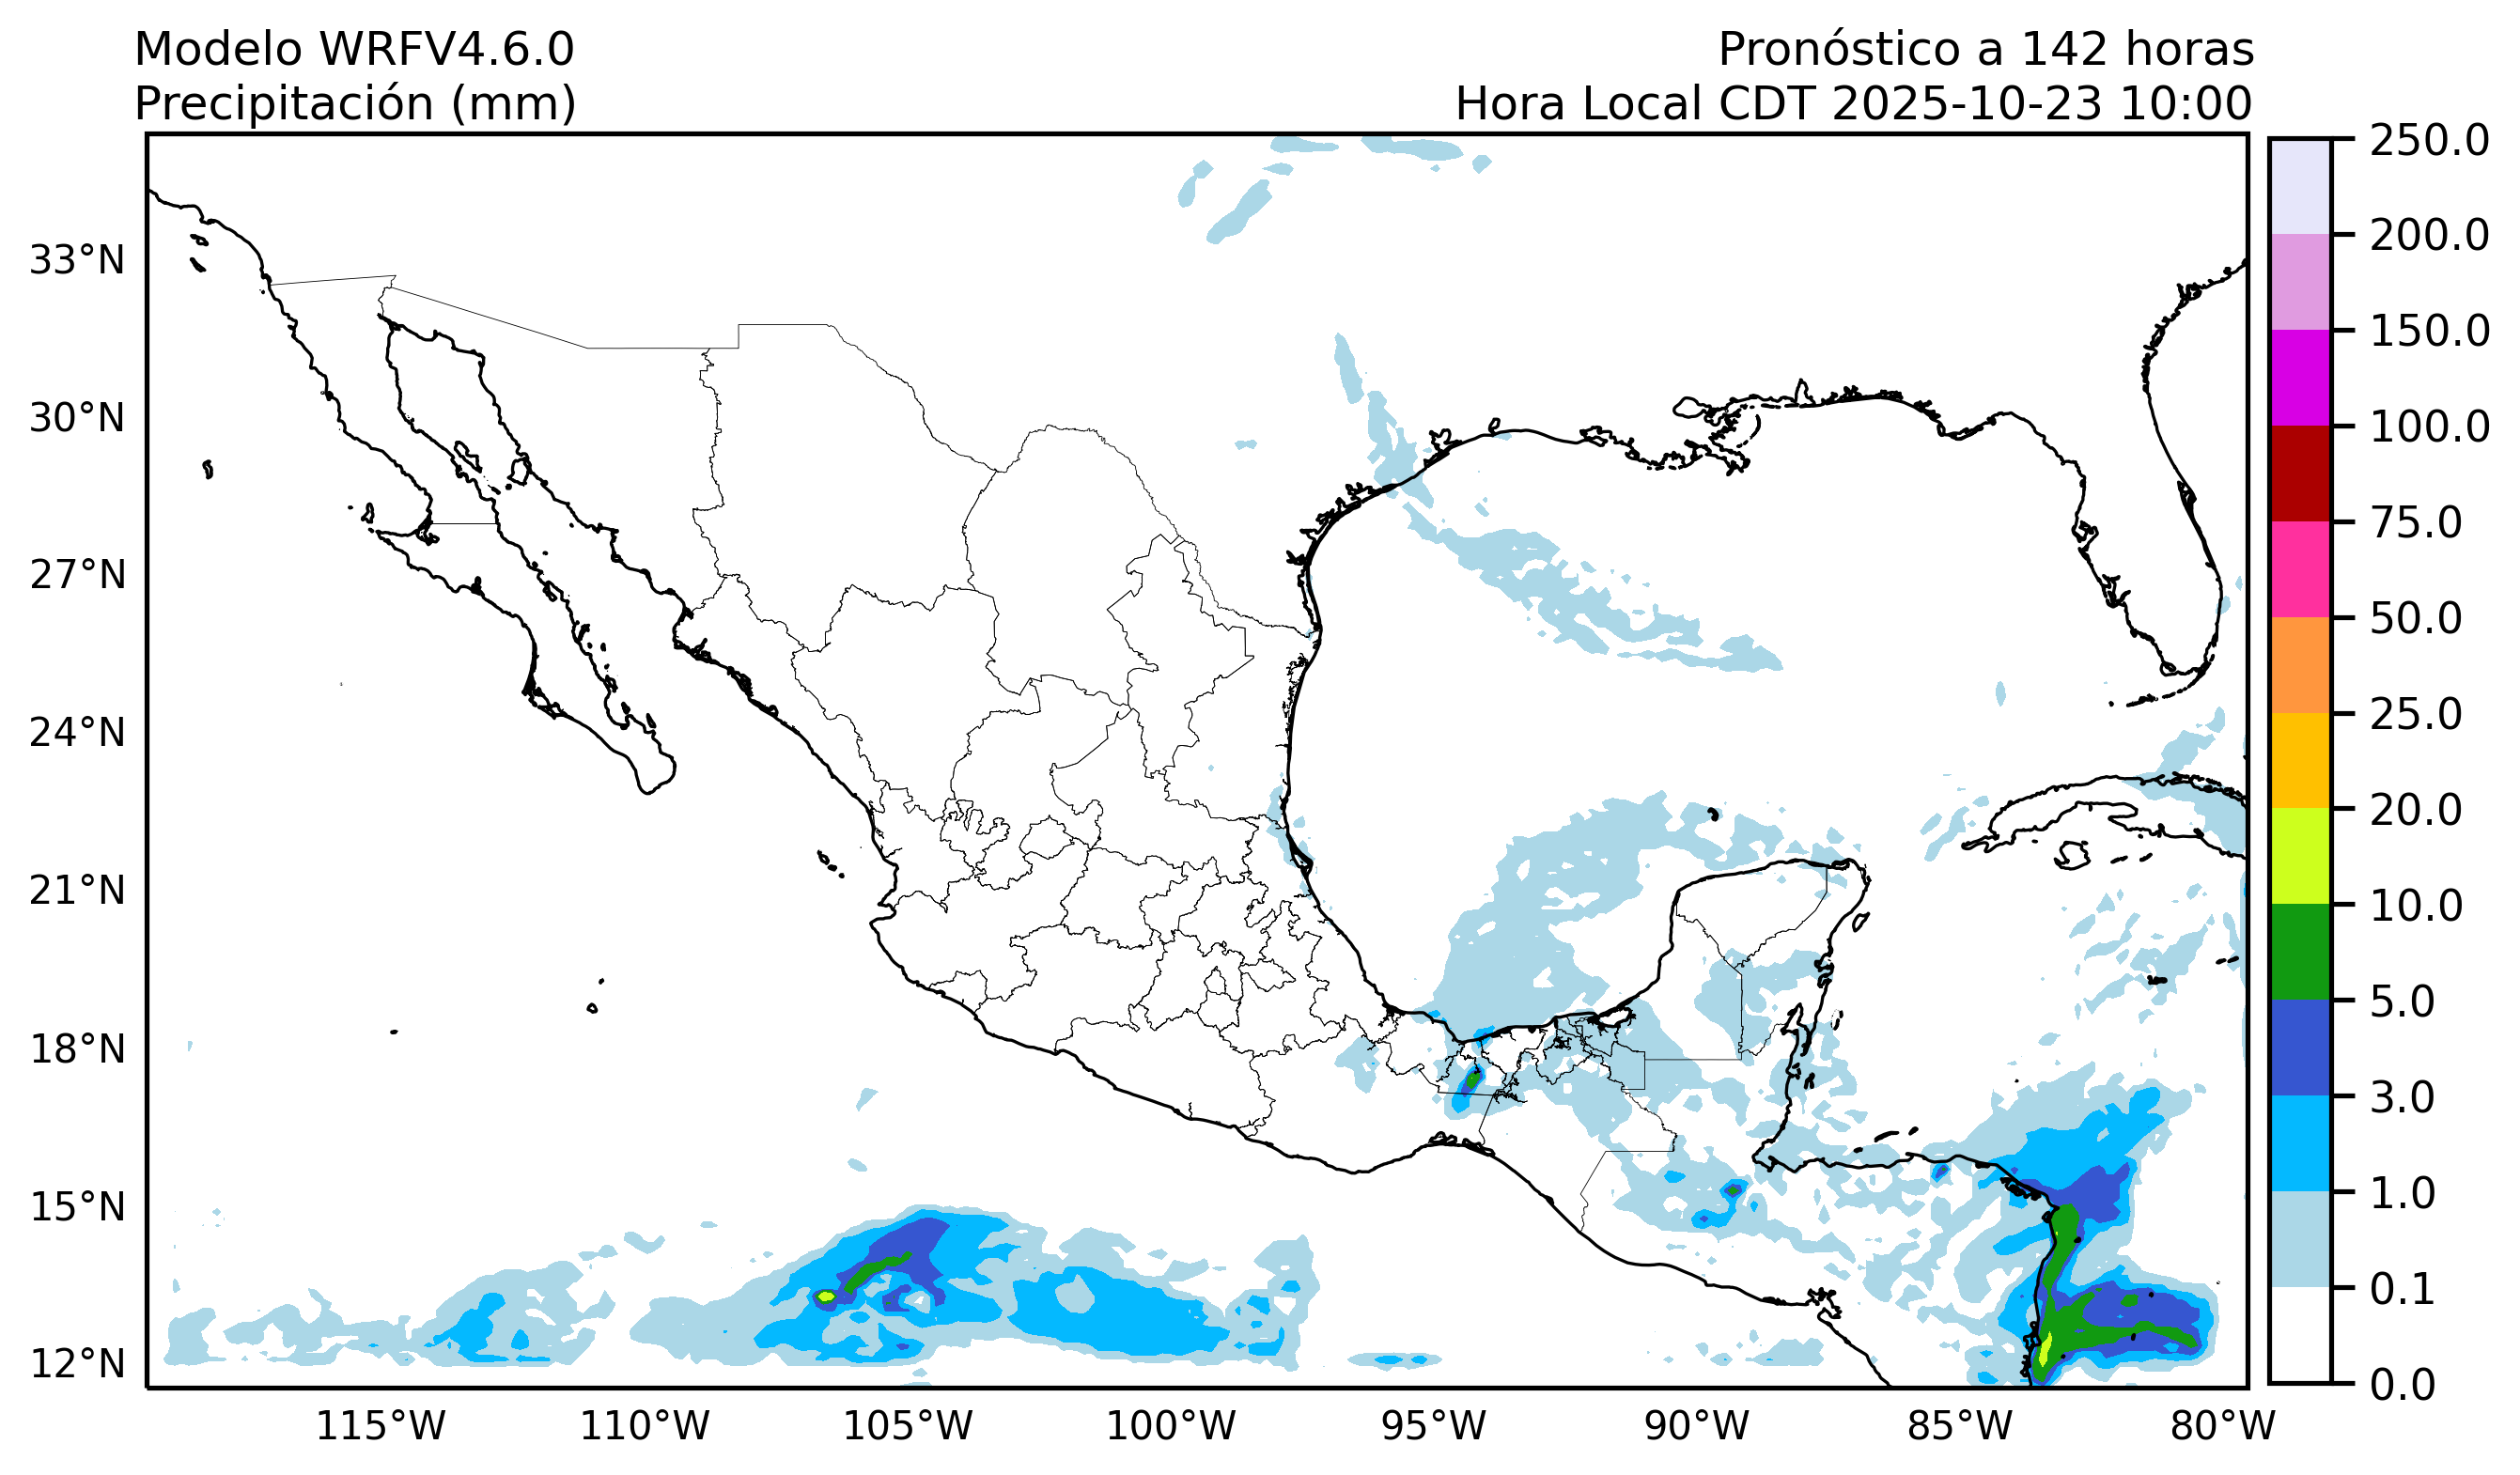 Modelo WRFV4.6.0
Precipitación (mm)
Pronóstico a 142 horas
Hora Local CDT 2025-10-23 10:00
33°N
30°N
27°N
24°N
21°N
18°N
15°N
12°N
115°W
110°W
105°W
100°W
95°W
90°W
85°W
80°W
250.0
200.0
150.0
100.0
75.0
50.0
25.0
20.0
10.0
5.0
3.0
1.0
0.1
0.0